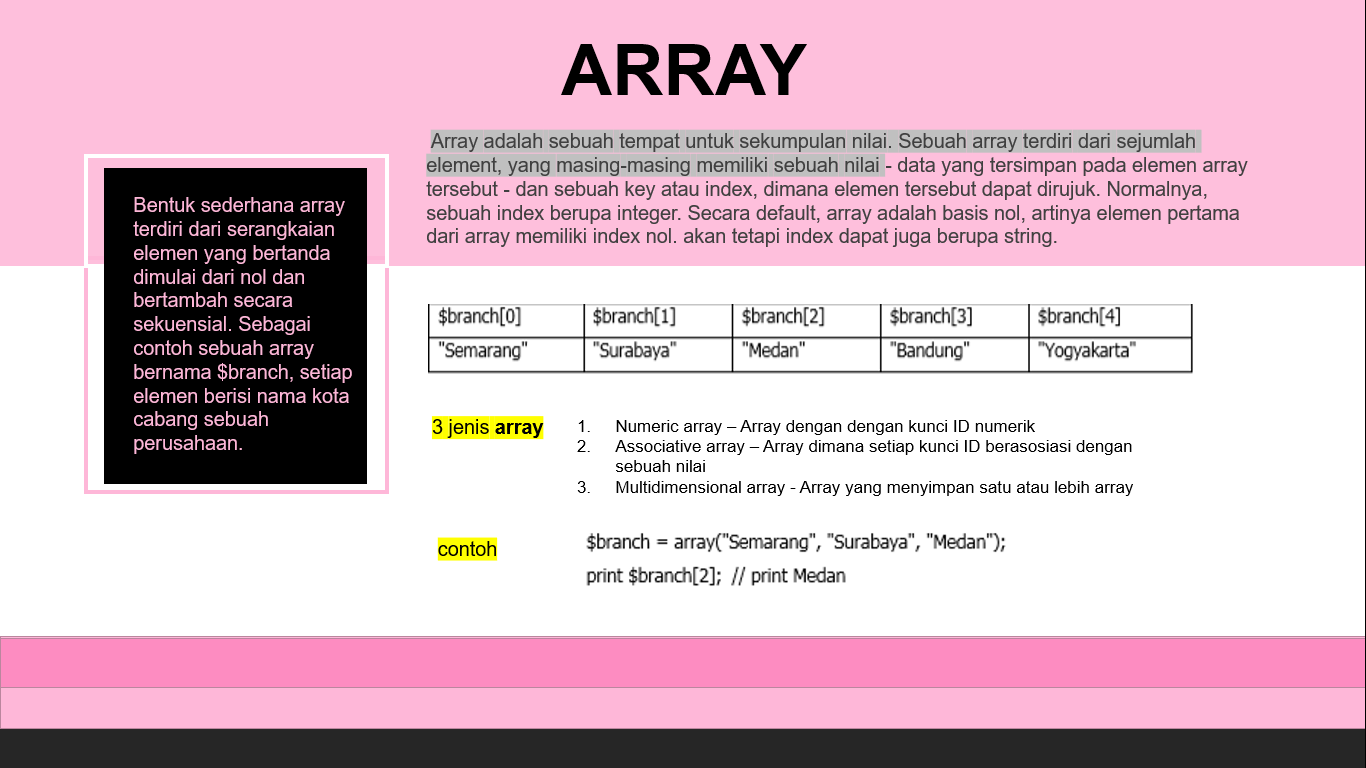 ARRAY
Array adalah sebuah tempat untuk sekumpulan nilai. Sebuah array terdiri dari sejumlah
element, yang masing-masing memiliki sebuah nilai - data yang tersimpan pada elemen array
tersebut - dan sebuah key atau index, dimana elemen tersebut dapat dirujuk. Normalnya,
sebuah index berupa integer. Secara default, array adalah basis nol, artinya elemen pertama
dari array memiliki index nol. akan tetapi index dapat juga berupa string.
Bentuk sederhana array
terdiri dari serangkaian
elemen yang bertanda
dimulai dari nol dan
bertambah secara
sekuensial. Sebagai
contoh sebuah array
bernama $branch, setiap
elemen berisi nama kota
cabang sebuah
perusahaan.
$branch[0] $branch[1] $branch[2] $branch[3] $branch[4]
"Semarang" "Surabaya" "Medan" "Bandung" "Yogyakarta"
3 jenis array
1. Numeric array – Array dengan dengan kunci ID numerik
2. Associative array – Array dimana setiap kunci ID berasosiasi dengan
sebuah nilai
3. Multidimensional array - Array yang menyimpan satu atau lebih array
contoh
$branch = array("Semarang", "Surabaya", "Medan");
print $branch[2]; // print Medan